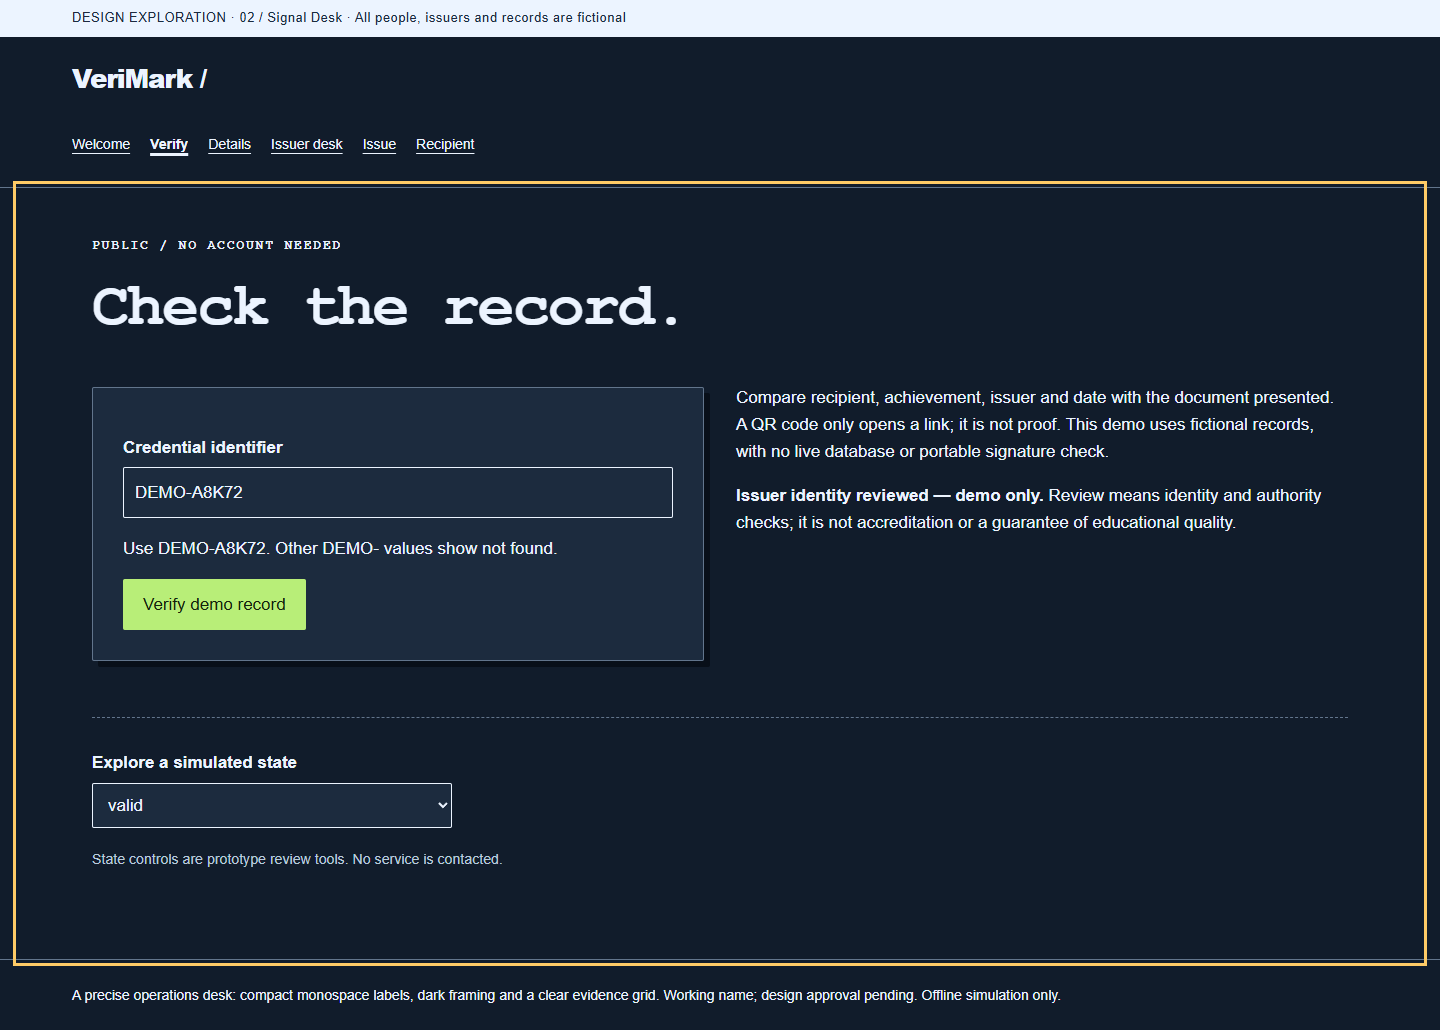 DESIGN EXPLORATION · 02 / Signal Desk · All people, issuers and records are fictional
VeriMark /
Welcome Verify Details Issuer desk Issue Recipient
PUBLIC / NO ACCOUNT NEEDED
Check the record.
Credential identifier
DEMO-A8K72
Use DEMO-A8K72. Other DEMO- values show not found.
Verify demo record
Compare recipient, achievement, issuer and date with the document presented.
A QR code only opens a link; it is not proof. This demo uses fictional records,
with no live database or portable signature check.
Issuer identity reviewed — demo only. Review means identity and authority
checks; it is not accreditation or a guarantee of educational quality.
Explore a simulated state
valid
State controls are prototype review tools. No service is contacted.
A precise operations desk: compact monospace labels, dark framing and a clear evidence grid. Working name; design approval pending. Offline simulation only.